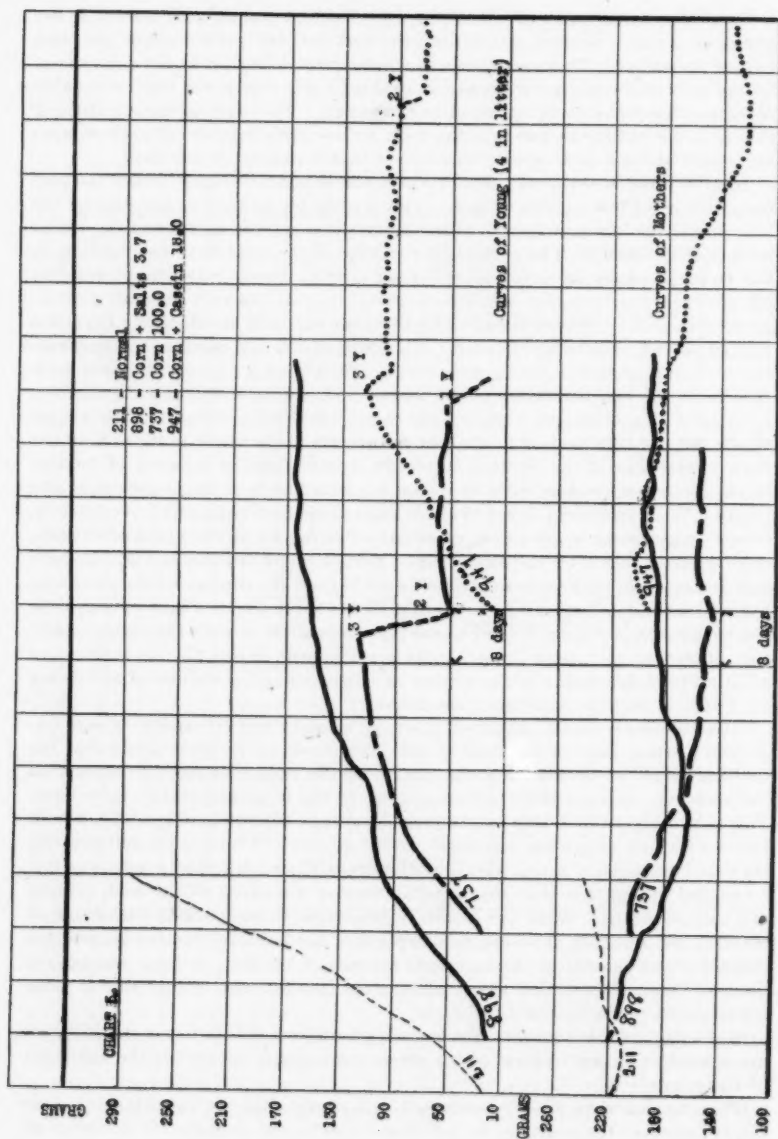 CHART E.
GRAMS
290
250
210
170
130
90
50
10
211 - Normal
898 - Corn + Salts 3.7
737 - Corn 100.0
947 - Corn + Casein 18.0
3 Y
3 Y
2 Y
2 Y
1 Y
211
898
737
947
8 days
Curves of Young (4 in litter)
GRAMS
260
220
180
140
100
211
898
737
947
8 days
Curves of Mothers